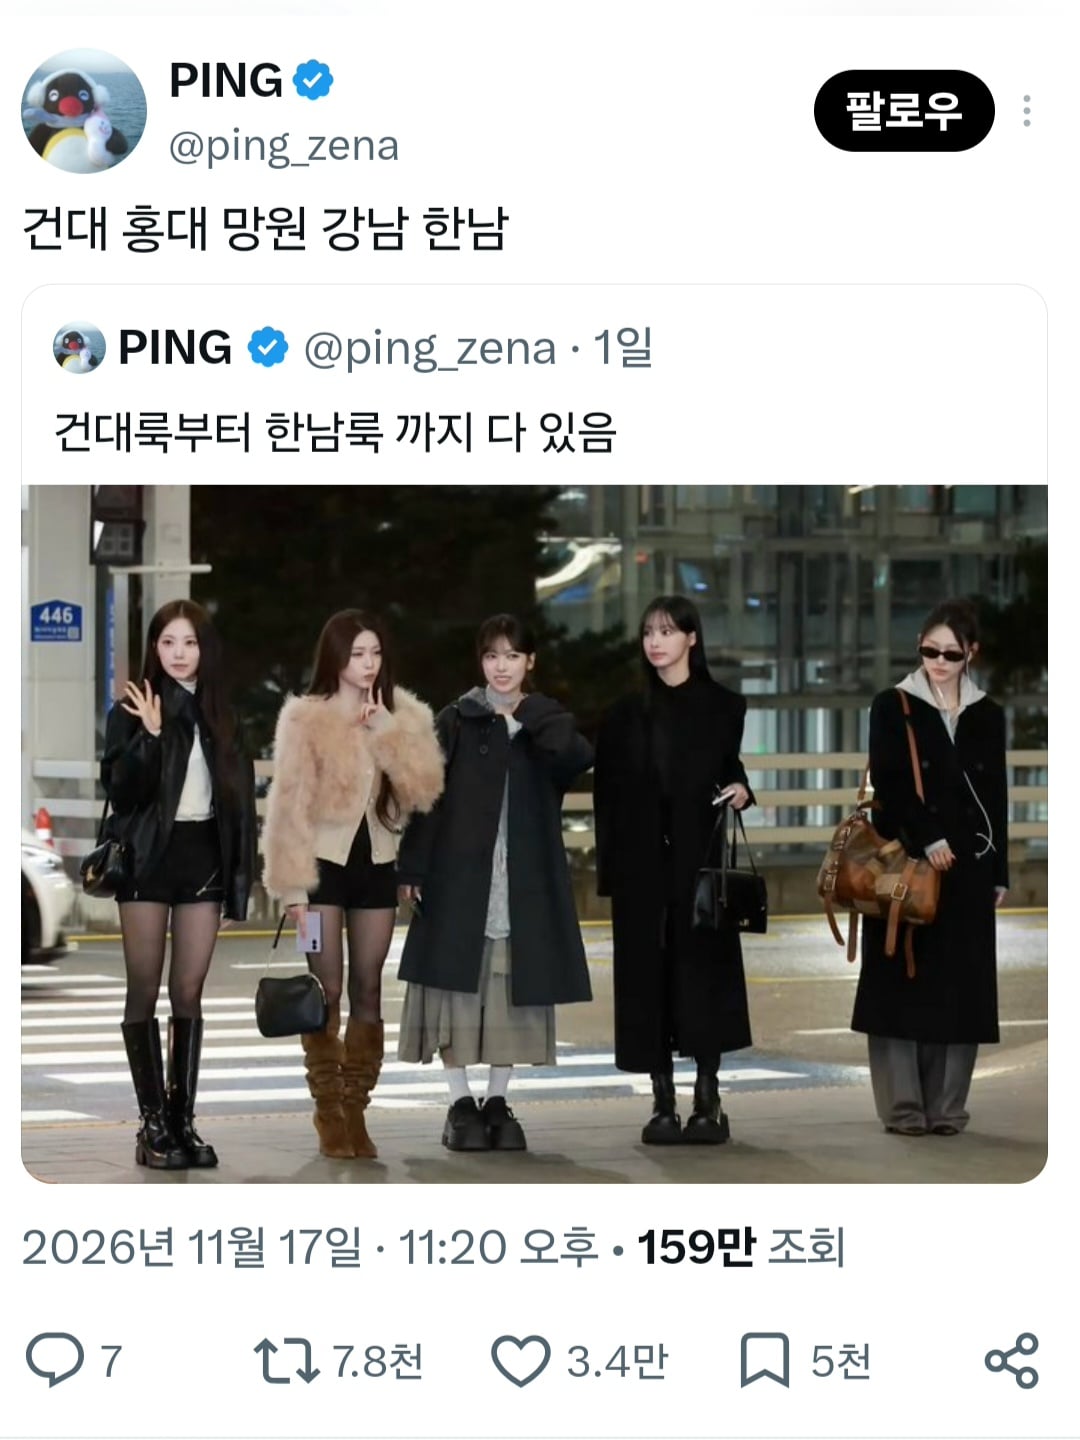 PING
@ping_zena
팔로우
건대 홍대 망원 강남 한남
PING @ping_zena · 1일
건대룩부터 한남룩 까지 다 있음
446
2026년 11월 17일 · 11:20 오후 • 159만 조회
7 7.8천 3.4만 5천